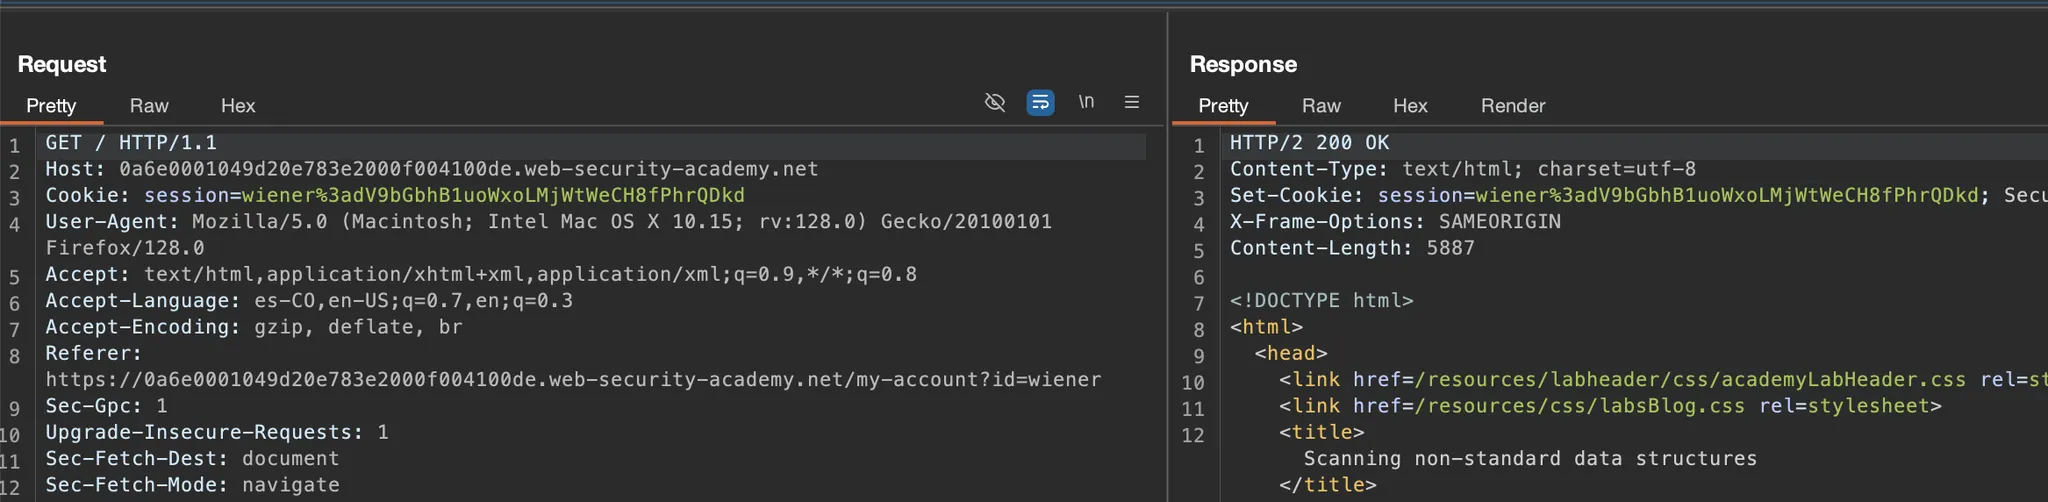 Request
Pretty Raw Hex
\n
1 GET / HTTP/1.1
2 Host: 0a6e0001049d20e783e2000f004100de.web-security-academy.net
3 Cookie: session=wiener%3adV9bGbhB1uoWxoLMjWtWeCH8fPhrQDkd
4 User-Agent: Mozilla/5.0 (Macintosh; Intel Mac OS X 10.15; rv:128.0) Gecko/20100101
Firefox/128.0
5 Accept: text/html,application/xhtml+xml,application/xml;q=0.9,*/*;q=0.8
6 Accept-Language: es-CO,en-US;q=0.7,en;q=0.3
7 Accept-Encoding: gzip, deflate, br
8 Referer:
https://0a6e0001049d20e783e2000f004100de.web-security-academy.net/my-account?id=wiener
9 Sec-Gpc: 1
10 Upgrade-Insecure-Requests: 1
11 Sec-Fetch-Dest: document
12 Sec-Fetch-Mode: navigate
Response
Pretty Raw Hex Render
1 HTTP/2 200 OK
2 Content-Type: text/html; charset=utf-8
3 Set-Cookie: session=wiener%3adV9bGbhB1uoWxoLMjWtWeCH8fPhrQDkd; Secu
4 X-Frame-Options: SAMEORIGIN
5 Content-Length: 5887
6
7 <!DOCTYPE html>
8 <html>
9 <head>
10 <link href=/resources/labheader/css/academyLabHeader.css rel=st
11 <link href=/resources/css/labsBlog.css rel=stylesheet>
12 <title>
Scanning non-standard data structures
</title>